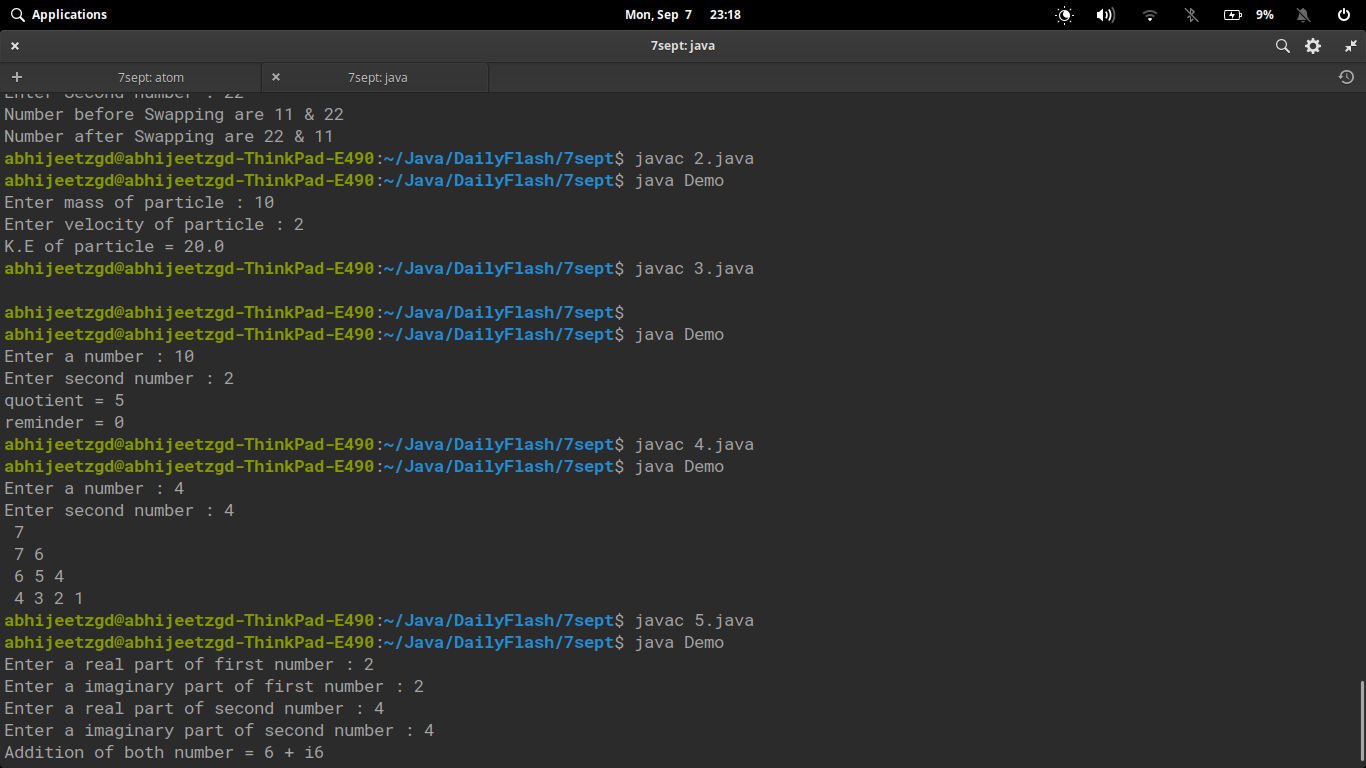 Applications
Mon, Sep 7 23:18
9%
7sept: java
7sept: atom
7sept: java
Enter Second number : 22
Number before Swapping are 11 & 22
Number after Swapping are 22 & 11
abhijeetzgd@abhijeetzgd-ThinkPad-E490:~/Java/DailyFlash/7sept$ javac 2.java
abhijeetzgd@abhijeetzgd-ThinkPad-E490:~/Java/DailyFlash/7sept$ java Demo
Enter mass of particle : 10
Enter velocity of particle : 2
K.E of particle = 20.0
abhijeetzgd@abhijeetzgd-ThinkPad-E490:~/Java/DailyFlash/7sept$ javac 3.java
abhijeetzgd@abhijeetzgd-ThinkPad-E490:~/Java/DailyFlash/7sept$
abhijeetzgd@abhijeetzgd-ThinkPad-E490:~/Java/DailyFlash/7sept$ java Demo
Enter a number : 10
Enter second number : 2
quotient = 5
reminder = 0
abhijeetzgd@abhijeetzgd-ThinkPad-E490:~/Java/DailyFlash/7sept$ javac 4.java
abhijeetzgd@abhijeetzgd-ThinkPad-E490:~/Java/DailyFlash/7sept$ java Demo
Enter a number : 4
Enter second number : 4
7
7 6
6 5 4
4 3 2 1
abhijeetzgd@abhijeetzgd-ThinkPad-E490:~/Java/DailyFlash/7sept$ javac 5.java
abhijeetzgd@abhijeetzgd-ThinkPad-E490:~/Java/DailyFlash/7sept$ java Demo
Enter a real part of first number : 2
Enter a imaginary part of first number : 2
Enter a real part of second number : 4
Enter a imaginary part of second number : 4
Addition of both number = 6 + i6